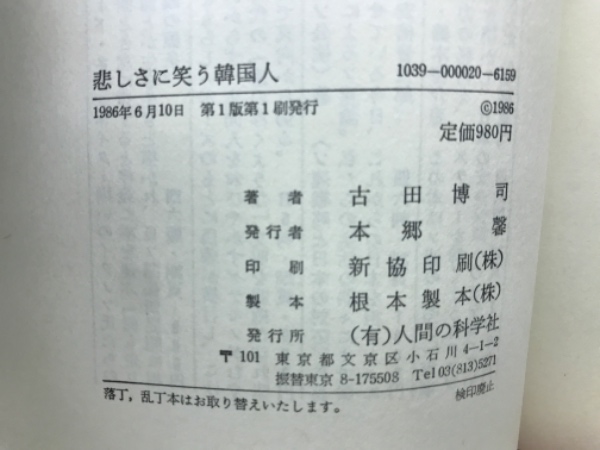 悲しさに笑う韓国人 1039—000020—6159
1986年6月10日 第1版第1刷発行 ©1986
定価980円
著者 古田博司
発行者 本郷馨
印刷 新協印刷(株)
製本 根本製本(株)
発行所 (有)人間の科学社
〒101 東京都文京区小石川4—1—2
振替東京8-175508 Tel 03(813)5271
落丁，乱丁本はお取り替えいたします。 検印廃止